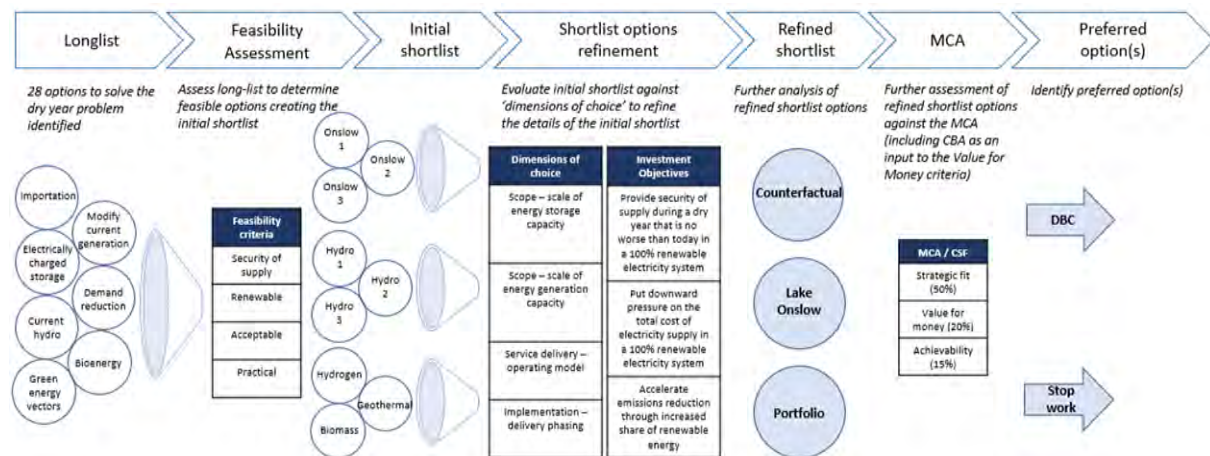 Longlist
Feasibility
Assessment
Initial
shortlist
Shortlist options
refinement
Refined
shortlist
MCA
Preferred
option(s)
28 options to solve the
dry year problem
identified
Assess long-list to determine
feasible options creating the
initial shortlist
Evaluate initial shortlist against
'dimensions of choice' to refine
the details of the initial shortlist
Further analysis of
refined shortlist options
Further assessment of
refined shortlist options
against the MCA
(including CBA as an
input to the Value for
Money criteria)
Identify preferred option(s)
Importation
Modify
current
generation
Electrically
charged
storage
Demand
reduction
Current
hydro
Bioenergy
Green
energy
vectors
Feasibility
criteria
Security of
supply
Renewable
Acceptable
Practical
Onslow
1
Onslow
2
Onslow
3
Hydro
1
Hydro
2
Hydro
3
Hydrogen
Geothermal
Biomass
Dimensions of
choice
Scope – scale of
energy storage
capacity
Scope – scale of
energy generation
capacity
Service delivery –
operating model
Implementation –
delivery phasing
Investment
Objectives
Provide security of
supply during a dry
year that is no
worse than today in
a 100% renewable
electricity system
Put downward
pressure on the
total cost of
electricity supply in
a 100% renewable
electricity system
Accelerate
emissions reduction
through increased
share of renewable
energy
Counterfactual
Lake
Onslow
Portfolio
MCA / CSF
Strategic fit
(50%)
Value for
money (20%)
Achievability
(15%)
DBC
Stop
work